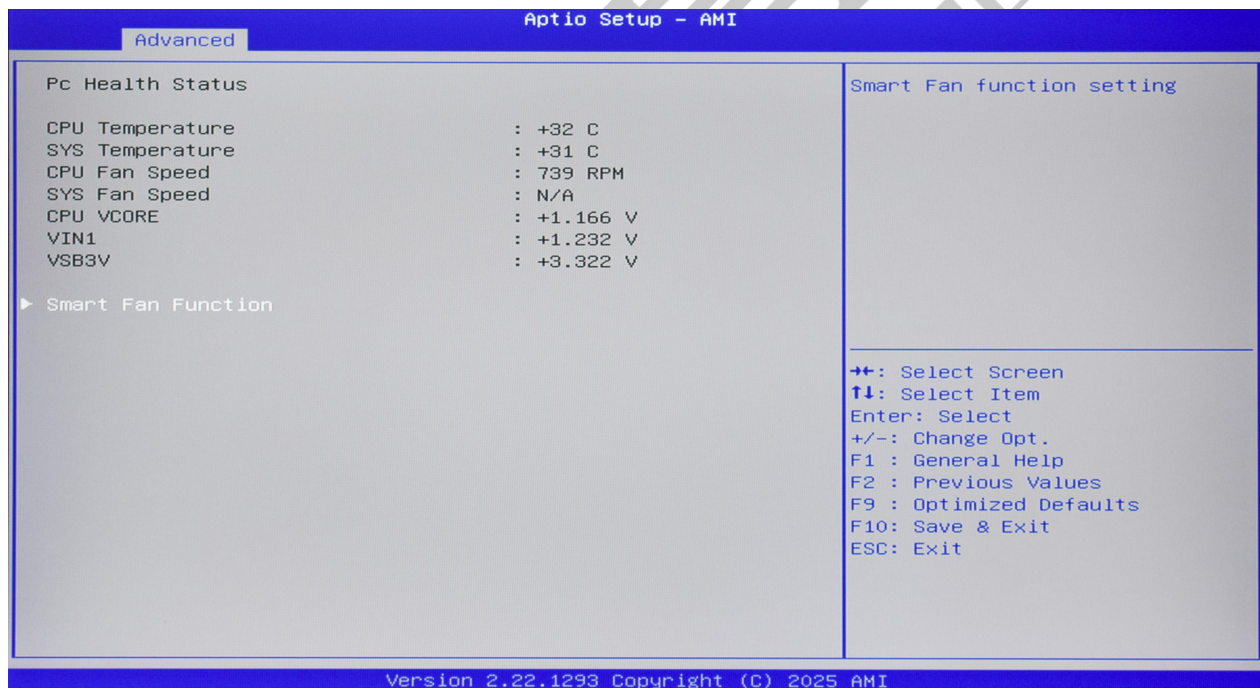 Aptio Setup - AMI
Advanced
Pc Health Status
CPU Temperature : +32 C
SYS Temperature : +31 C
CPU Fan Speed : 739 RPM
SYS Fan Speed : N/A
CPU VCORE : +1.166 V
VIN1 : +1.232 V
VSB3V : +3.322 V
▶ Smart Fan Function
Smart Fan function setting
→←: Select Screen
↑↓: Select Item
Enter: Select
+/-: Change Opt.
F1 : General Help
F2 : Previous Values
F9 : Optimized Defaults
F10: Save & Exit
ESC: Exit
Version 2.22.1293 Copyright (C) 2025 AMI